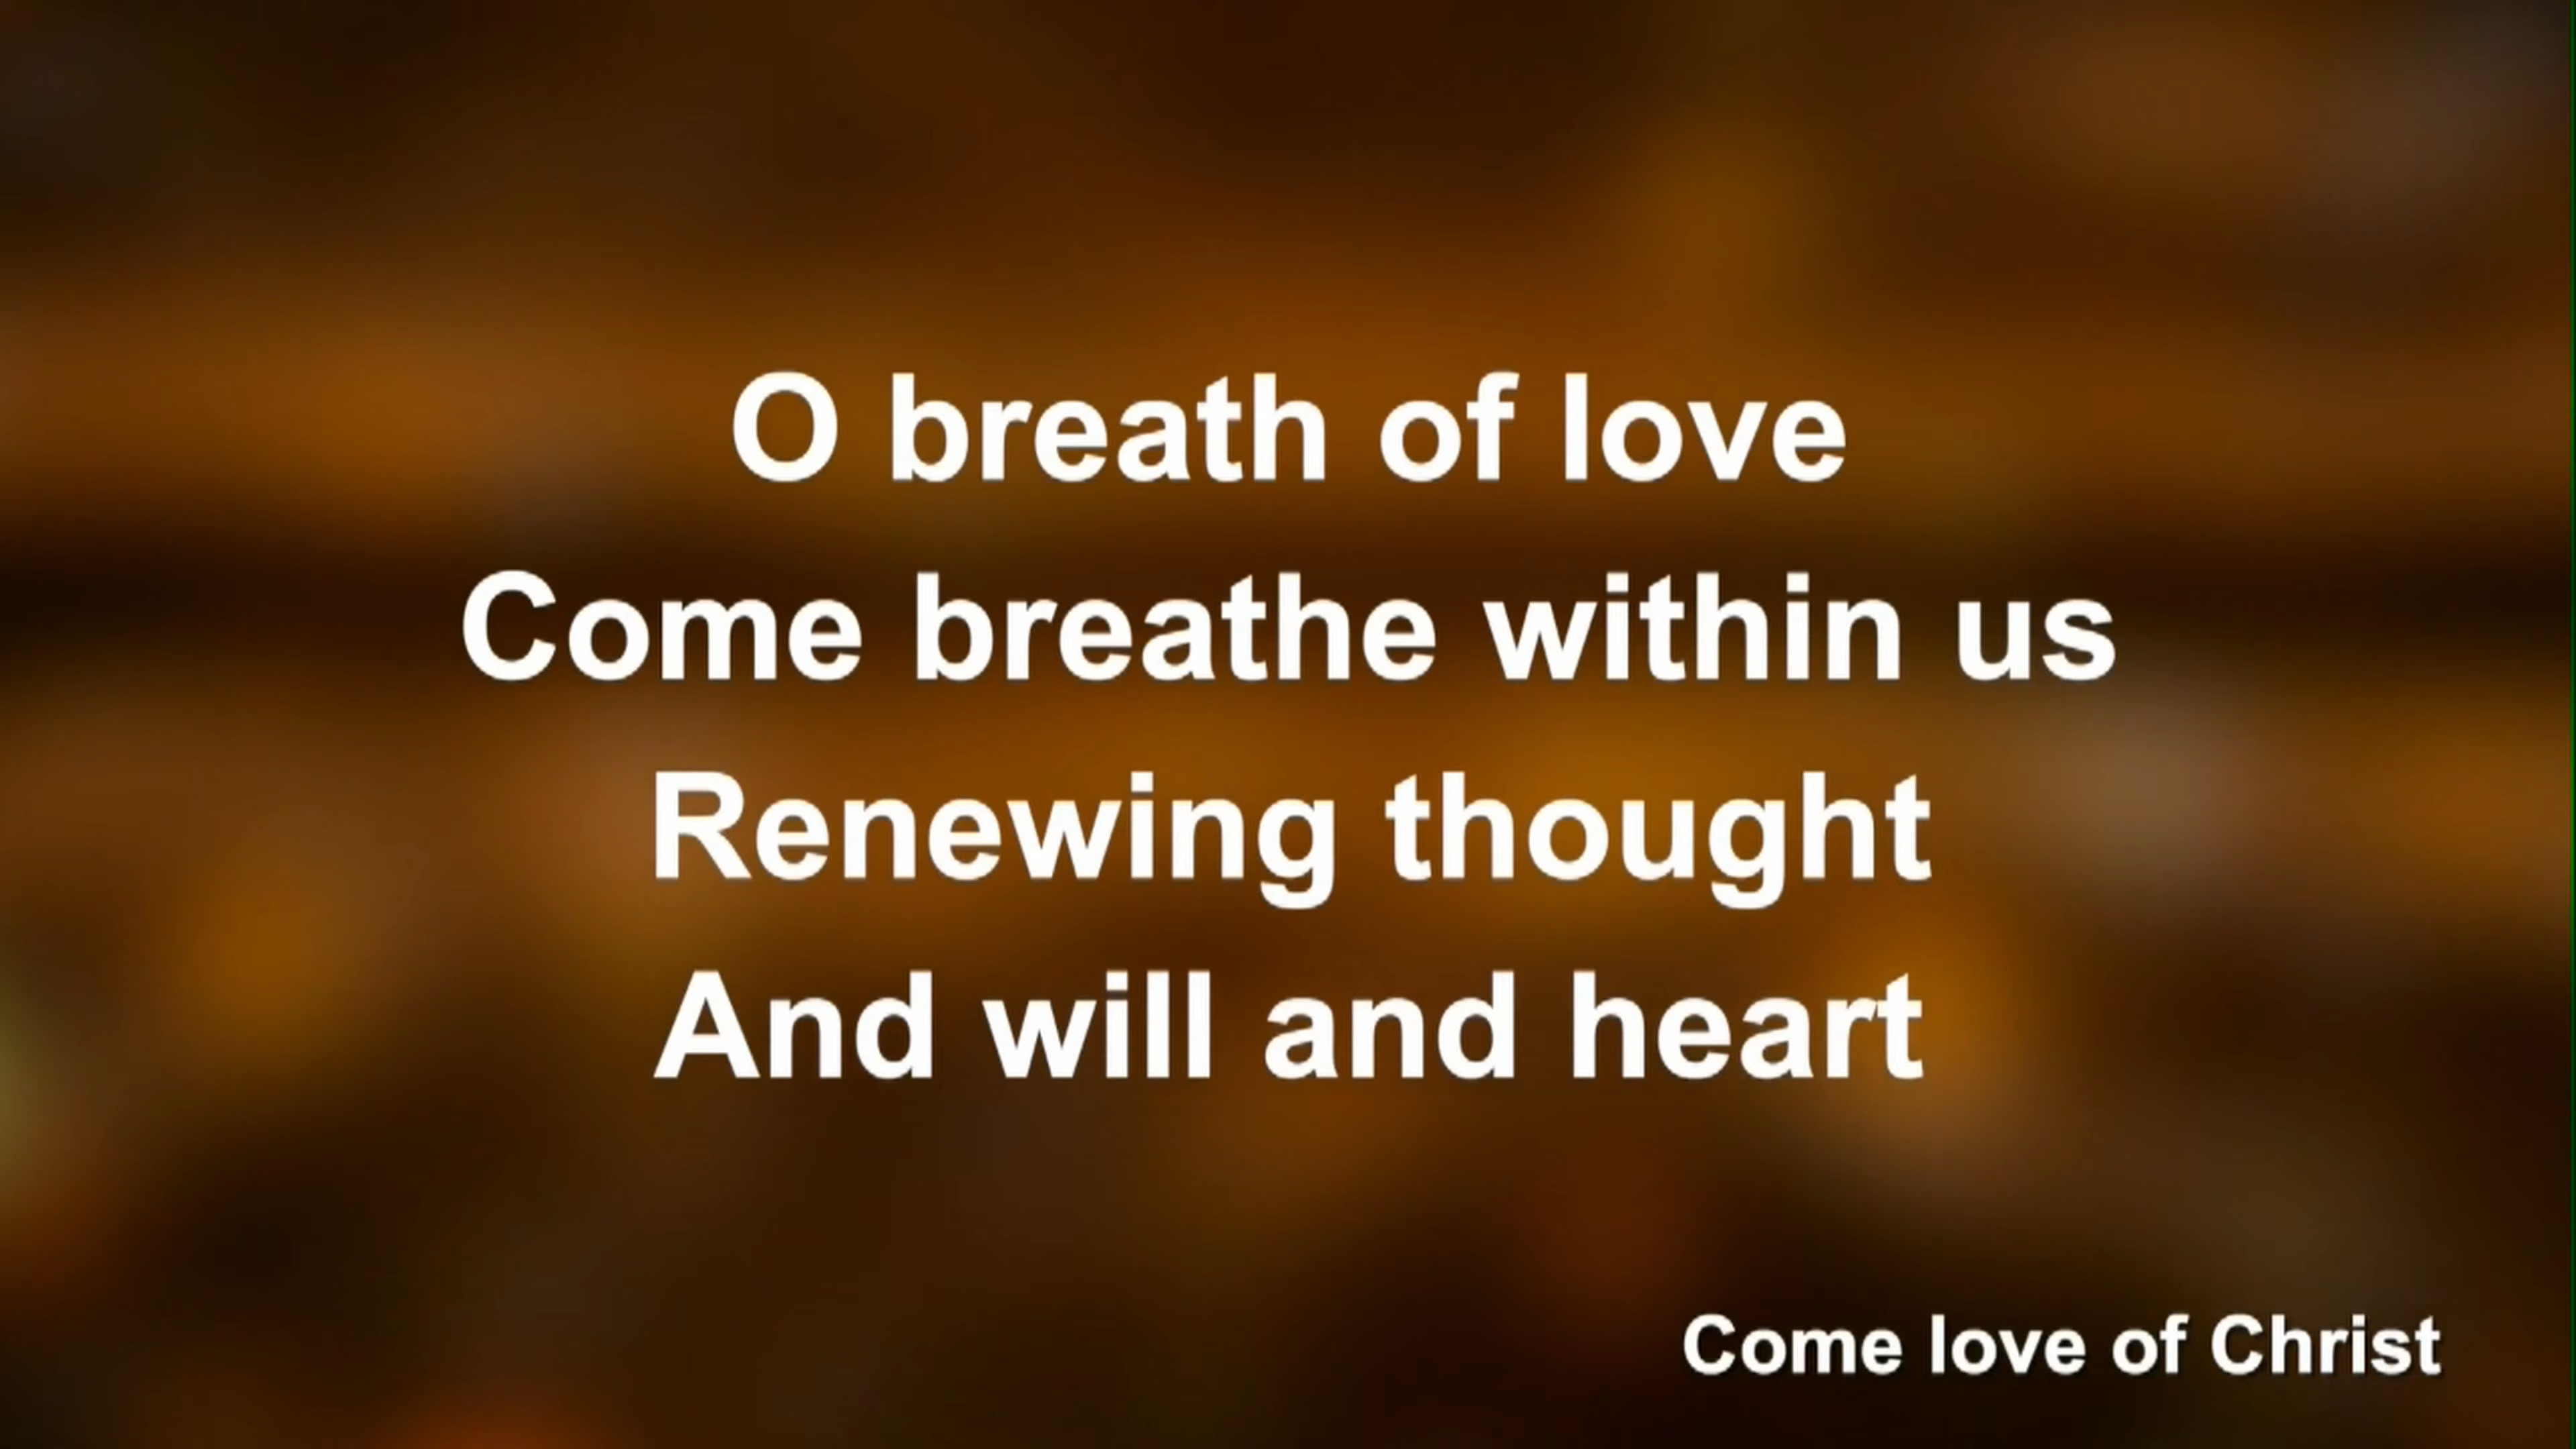 O breath of love
Come breathe within us
Renewing thought
And will and heart
Come love of Christ